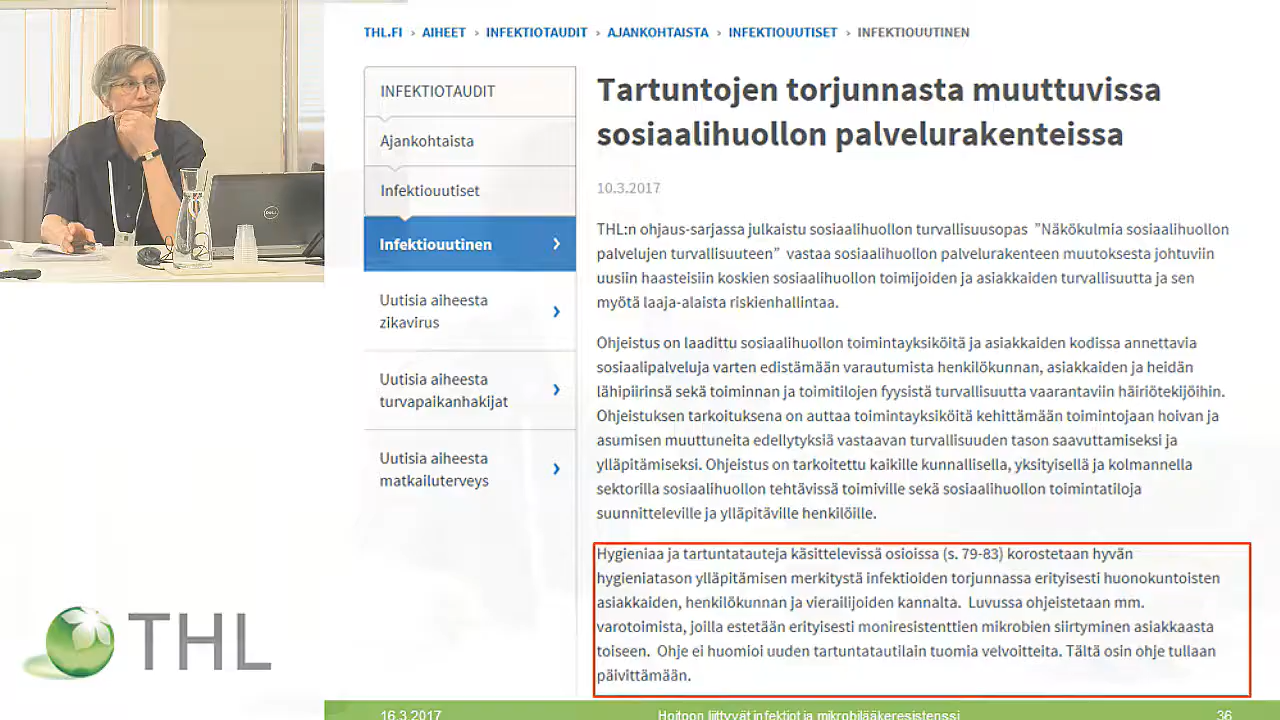 THL.FI › AIHEET › INFEKTIOTAUDIT › AJANKOHTAISTA › INFEKTIOUUTISET › INFEKTIOUUTINEN
INFEKTIOTAUDIT
Ajankohtaista
Infektiouutiset
Infektiouutinen
Uutisia aiheesta
zikavirus
Uutisia aiheesta
turvapaikanhakijat
Uutisia aiheesta
matkailuterveys
Tartuntojen torjunnasta muuttuvissa
sosiaalihuollon palvelurakenteissa
10.3.2017
THL:n ohjaus-sarjassa julkaistu sosiaalihuollon turvallisuusopas ”Näkökulmia sosiaalihuollon
palvelujen turvallisuuteen” vastaa sosiaalihuollon palvelurakenteen muutoksesta johtuviin
uusiin haasteisiin koskien sosiaalihuollon toimijoiden ja asiakkaiden turvallisuutta ja sen
myötä laaja-alaista riskienhallintaa.
Ohjeistus on laadittu sosiaalihuollon toimintayksiköitä ja asiakkaiden kodissa annettavia
sosiaalipalveluja varten edistämään varautumista henkilökunnan, asiakkaiden ja heidän
lähipiirinsä sekä toiminnan ja toimitilojen fyysistä turvallisuutta vaarantaviin häiriötekijöihin.
Ohjeistuksen tarkoituksena on auttaa toimintayksiköitä kehittämään toimintojaan hoivan ja
asumisen muuttuneita edellytyksiä vastaavan turvallisuuden tason saavuttamiseksi ja
ylläpitämiseksi. Ohjeistus on tarkoitettu kaikille kunnallisella, yksityisellä ja kolmannella
sektorilla sosiaalihuollon tehtävissä toimiville sekä sosiaalihuollon toimintatiloja
suunnitteleville ja ylläpitäville henkilöille.
Hygieniaa ja tartuntatauteja käsittelevissä osioissa (s. 79-83) korostetaan hyvän
hygieniatason ylläpitämisen merkitystä infektioiden torjunnassa erityisesti huonokuntoisten
asiakkaiden, henkilökunnan ja vierailijoiden kannalta. Luvussa ohjeistetaan mm.
varotoimista, joilla estetään erityisesti moniresistenttien mikrobien siirtyminen asiakkaasta
toiseen. Ohje ei huomioi uuden tartuntatautilain tuomia velvoitteita. Tältä osin ohje tullaan
päivittämään.
THL
16.3.2017 Hoitoon liittyvät infektiot ja mikrobilääkeresistenssi 36
DELL